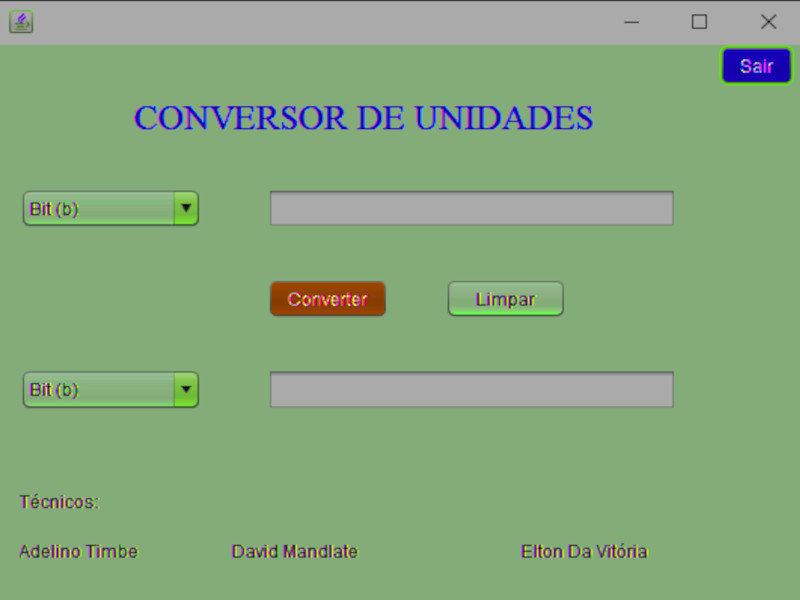 Sair
CONVERSOR DE UNIDADES
Bit (b)
Converter Limpar
Bit (b)
Técnicos:
Adelino Timbe David Mandlate Elton Da Vitória